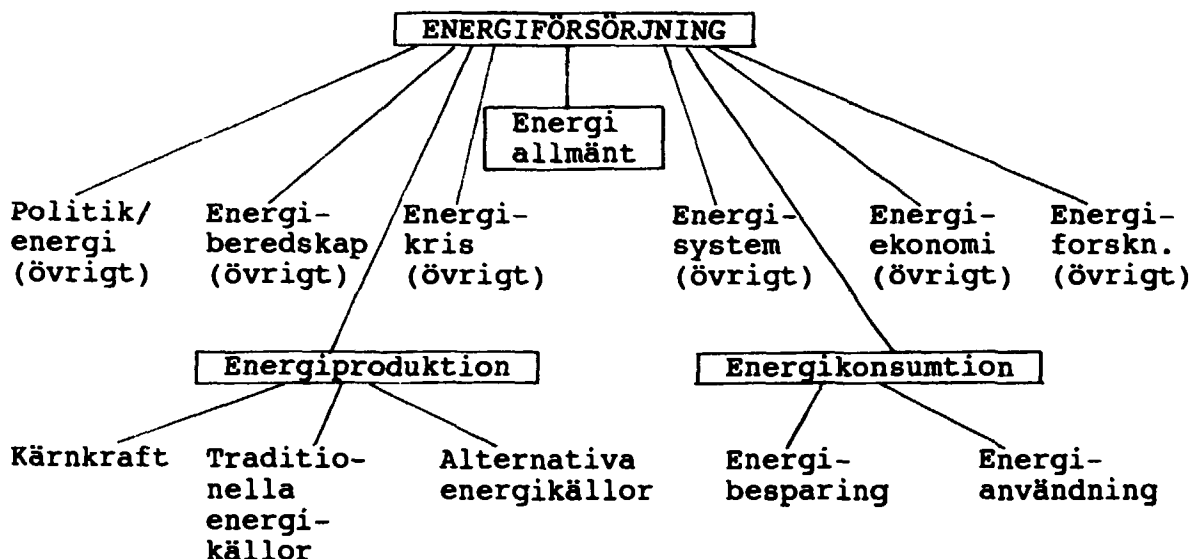 ENERGIFÖRSÖRJNING
Energi
allmänt
Politik/
energi
(övrigt)
Energi-
beredskap
(övrigt)
Energi-
kris
(övrigt)
Energi-
system
(övrigt)
Energi-
ekonomi
(övrigt)
Energi-
forskn.
(övrigt)
Energiproduktion
Energikonsumtion
Kärnkraft
Traditio-
nella
energi-
källor
Alternativa
energikällor
Energi-
besparing
Energi-
användning